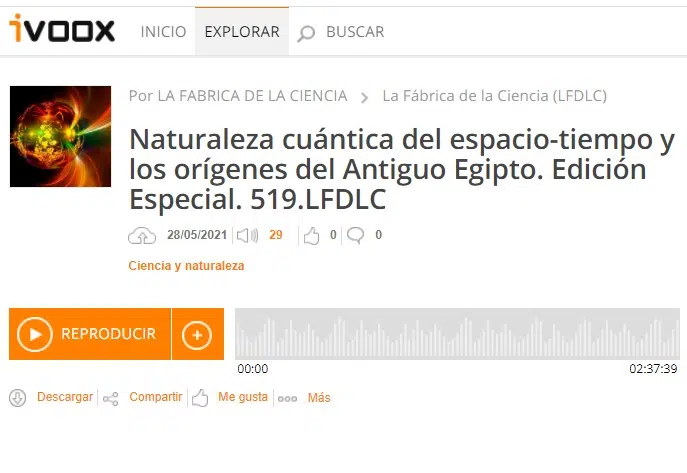 iVOOX INICIO EXPLORAR BUSCAR
Por LA FABRICA DE LA CIENCIA > La Fábrica de la Ciencia (LFDLC)
Naturaleza cuántica del espacio-tiempo y
los orígenes del Antiguo Egipto. Edición
Especial. 519.LFDLC
28/05/2021 29 0 0
Ciencia y naturaleza
REPRODUCIR +
00:00 02:37:39
Descargar Compartir Me gusta Más